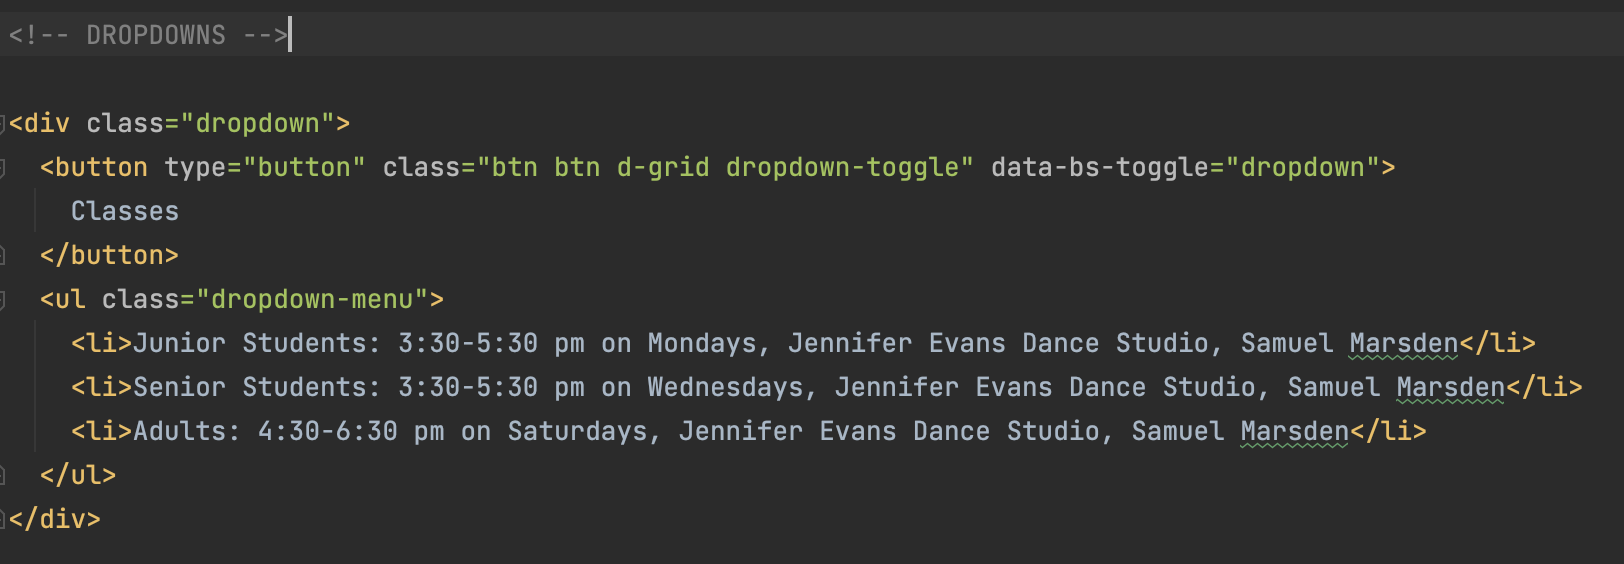 <!-- DROPDOWNS -->
<div class="dropdown">
<button type="button" class="btn btn d-grid dropdown-toggle" data-bs-toggle="dropdown">
Classes
</button>
<ul class="dropdown-menu">
<li>Junior Students: 3:30-5:30 pm on Mondays, Jennifer Evans Dance Studio, Samuel Marsden</li>
<li>Senior Students: 3:30-5:30 pm on Wednesdays, Jennifer Evans Dance Studio, Samuel Marsden</li>
<li>Adults: 4:30-6:30 pm on Saturdays, Jennifer Evans Dance Studio, Samuel Marsden</li>
</ul>
</div>